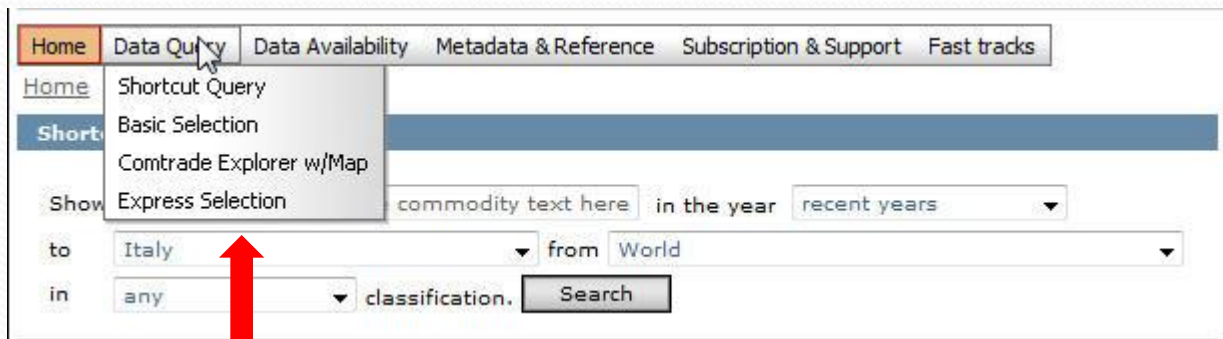 Home Data Query Data Availability Metadata & Reference Subscription & Support Fast tracks
Home
Shortcut Query
Basic Selection
Comtrade Explorer w/Map
Express Selection
Show commodity text here in the year recent years
to Italy from World
in any classification. Search